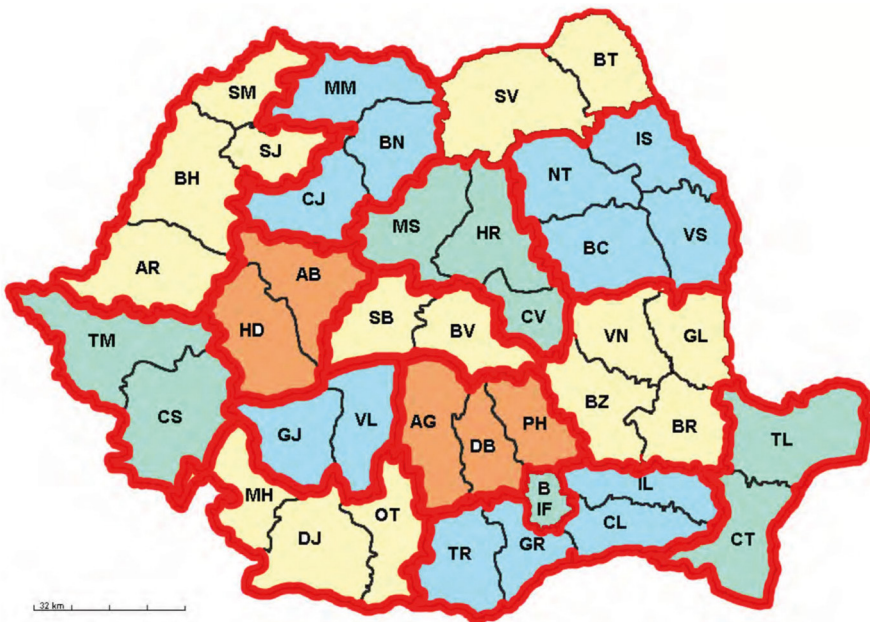 BT
SM
MM
SV
IS
BN
SJ
NT
BH
CJ
MS
HR
BC
VS
AR
AB
CV
SB
HD
BV
VN
GL
TM
BZ
CS
GJ
VL
AG
PH
BR
DB
TL
B
IF
IL
MH
OT
CL
DJ
GR
CT
TR
32 km